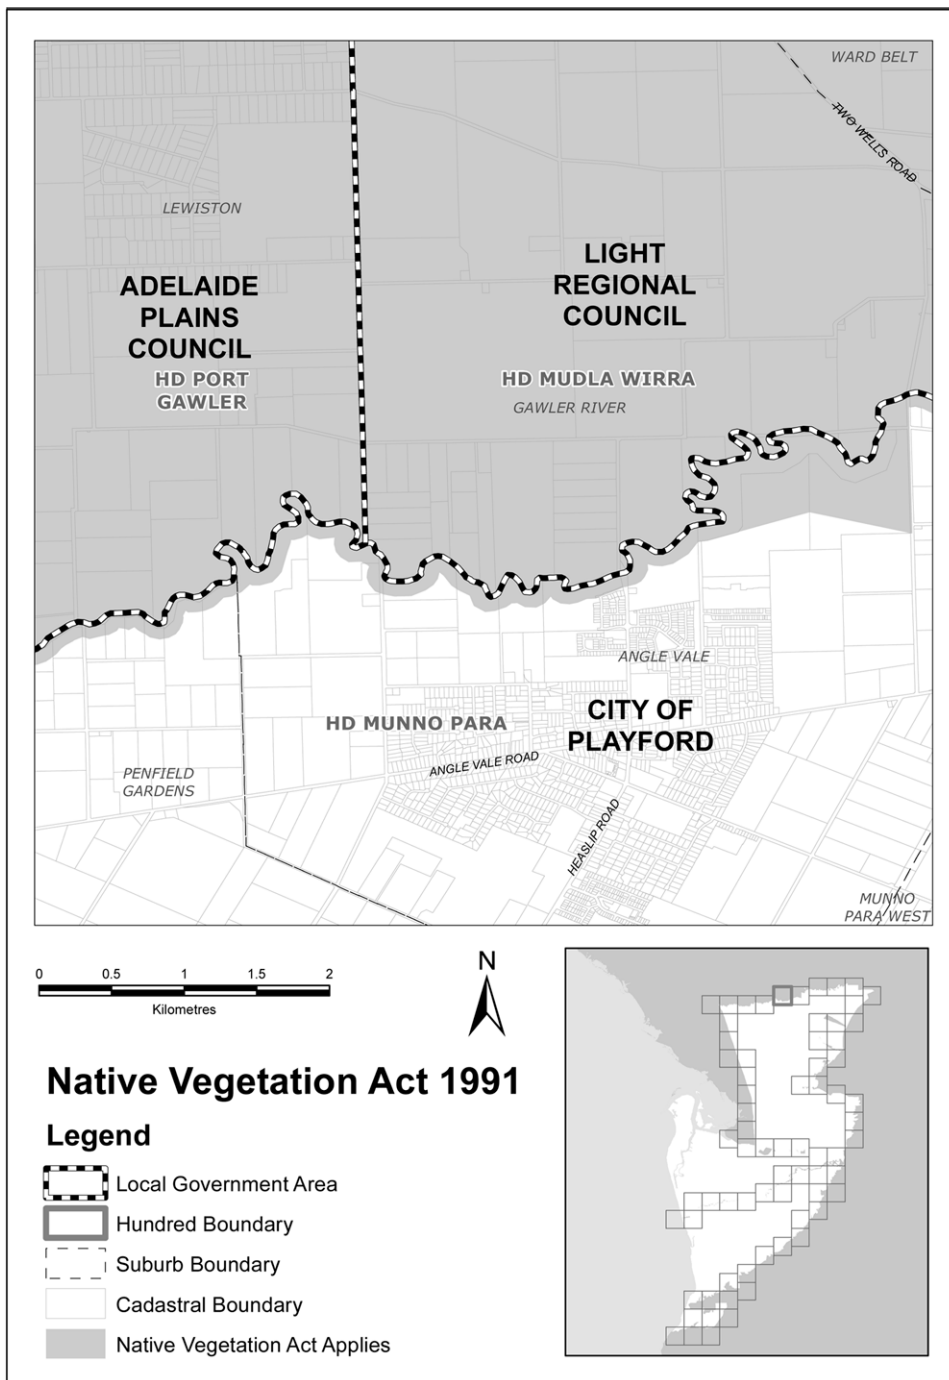 WARD BELT
TWO WELLS ROAD
LEWISTON
ADELAIDE
PLAINS
COUNCIL
LIGHT
REGIONAL
COUNCIL
HD PORT
GAWLER
HD MUDLA WIRRA
GAWLER RIVER
ANGLE VALE
HD MUNNO PARA
CITY OF
PLAYFORD
ANGLE VALE ROAD
PENFIELD
GARDENS
HEASLIP ROAD
MUNNO
PARA WEST
0 0.5 1 1.5 2
Kilometres
N
Native Vegetation Act 1991
Legend
Local Government Area
Hundred Boundary
Suburb Boundary
Cadastral Boundary
Native Vegetation Act Applies